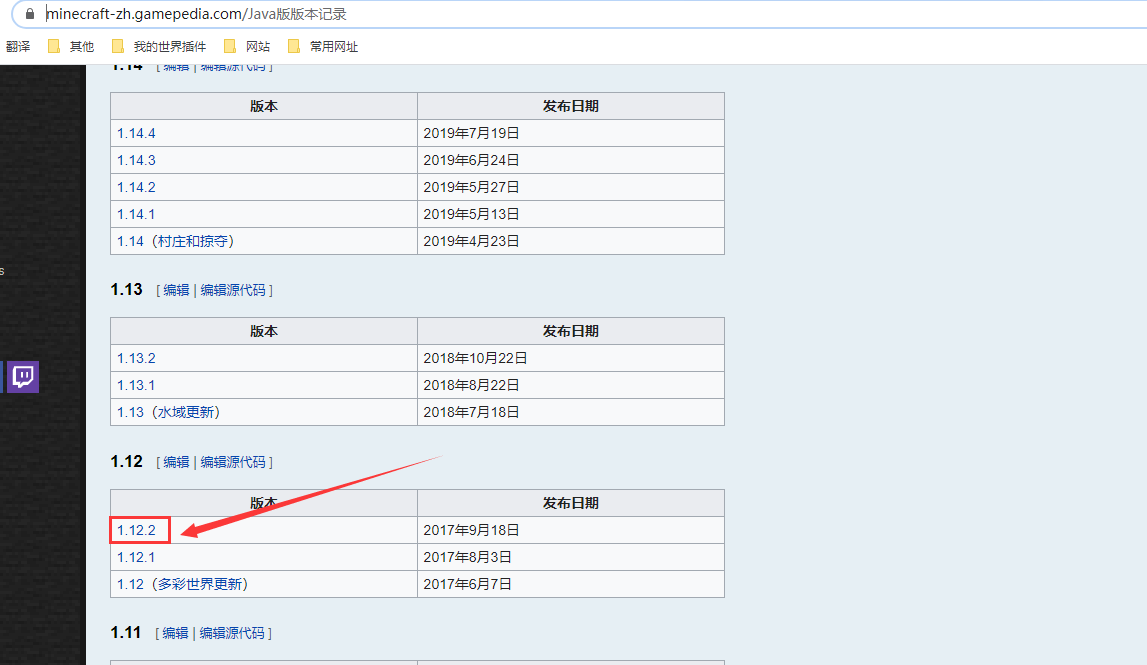 minecraft-zh.gamepedia.com/Java版版本记录
翻译 其他 我的世界插件 网站 常用网址
1.14 [ 编辑 | 编辑源代码 ]
版本 发布日期
1.14.4 2019年7月19日
1.14.3 2019年6月24日
1.14.2 2019年5月27日
1.14.1 2019年5月13日
1.14（村庄和掠夺） 2019年4月23日
s
1.13 [ 编辑 | 编辑源代码 ]
版本 发布日期
1.13.2 2018年10月22日
1.13.1 2018年8月22日
1.13（水域更新） 2018年7月18日
1.12 [ 编辑 | 编辑源代码 ]
版本 发布日期
1.12.2 2017年9月18日
1.12.1 2017年8月3日
1.12（多彩世界更新） 2017年6月7日
1.11 [ 编辑 | 编辑源代码 ]